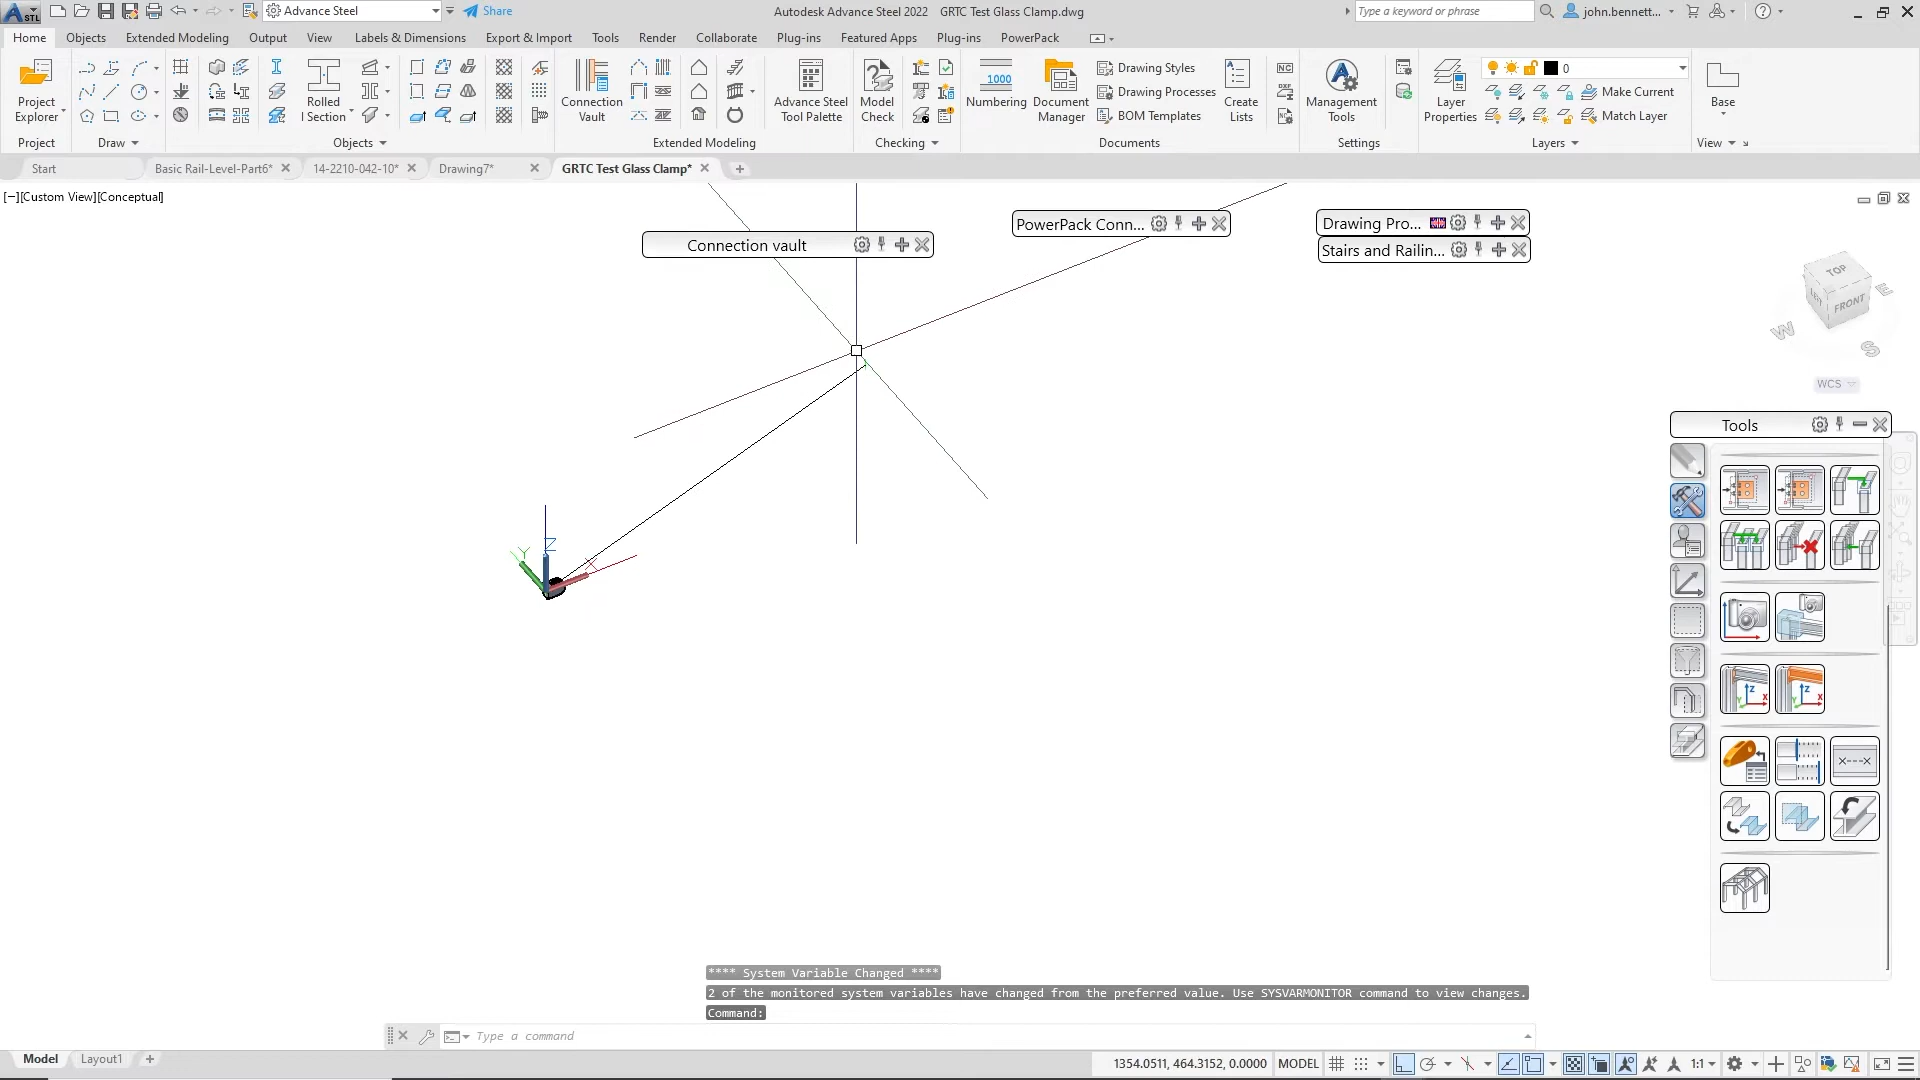 STL
Advance Steel
Share
Autodesk Advance Steel 2022 GRTC Test Glass Clamp.dwg
Type a keyword or phrase
john.bennett...
Home Objects Extended Modeling Output View Labels & Dimensions Export & Import Tools Render Collaborate Plug-ins Featured Apps Plug-ins PowerPack
Project Explorer
Rolled I Section
Connection Vault
Advance Steel Tool Palette
Model Check
1000
Numbering
Document Manager
Drawing Styles
Drawing Processes
BOM Templates
Create Lists
NC
DXF
Management Tools
Layer Properties
0
Make Current
Match Layer
Base
Project Draw Objects Extended Modeling Checking Documents Settings Layers View
Start
Basic Rail-Level-Part6*
14-2210-042-10*
Drawing7*
GRTC Test Glass Clamp*
[−][Custom View][Conceptual]
Connection vault
PowerPack Conn...
Drawing Pro...
Stairs and Railin...
TOP
LEFT
FRONT
W
S
E
WCS
Tools
Y
Z
X
**** System Variable Changed ****
2 of the monitored system variables have changed from the preferred value. Use SYSVARMONITOR command to view changes.
Command:
Type a command
Model
Layout1
1354.0511, 464.3152, 0.0000
MODEL
1:1